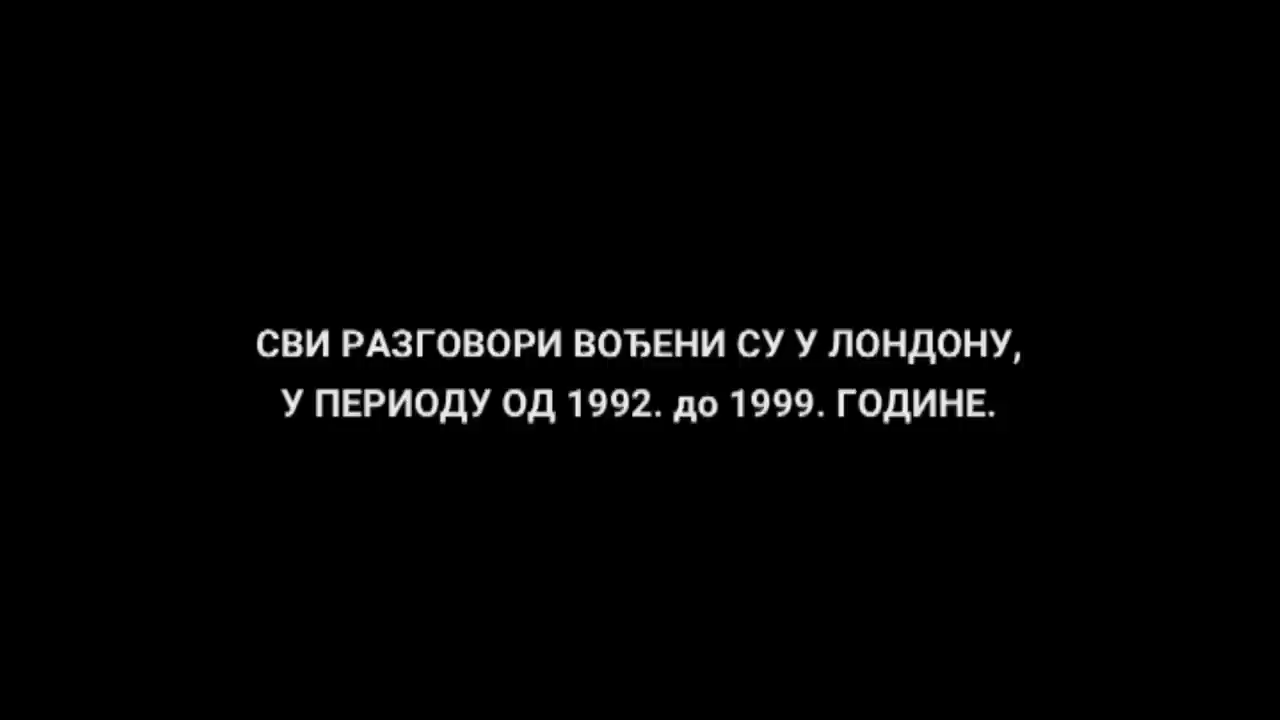 СВИ РАЗГОВОРИ ВОЂЕНИ СУ У ЛОНДОНУ,
У ПЕРИОДУ ОД 1992. до 1999. ГОДИНЕ.